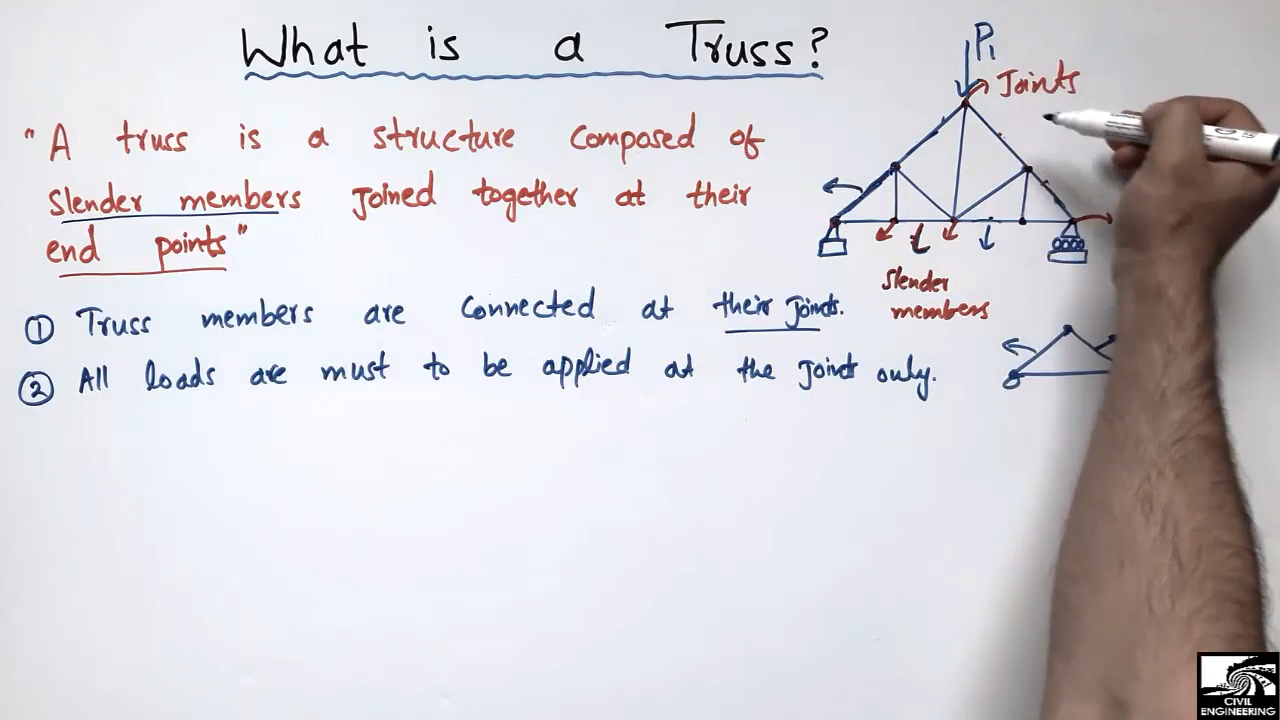 What is a Truss?
"A truss is a structure composed of
Slender members joined together at their
end points"
① Truss members are connected at their joints.
② All loads are must to be applied at the joints only.
P1
Joints
Slender
members
CIVIL
ENGINEERING